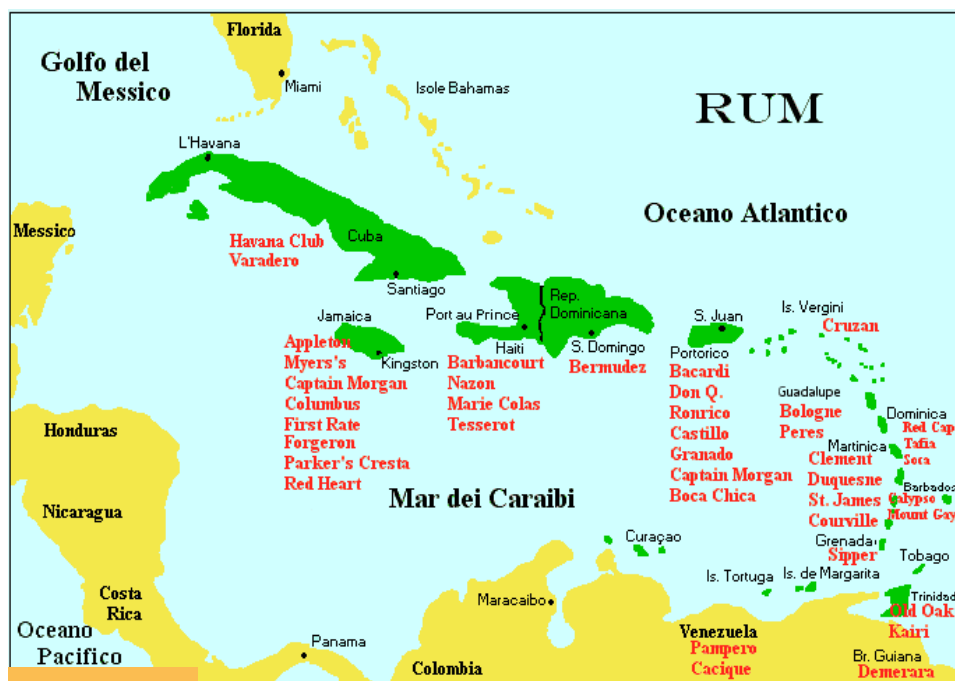 Florida
Golfo del
Messico
Miami
Isole Bahamas
RUM
L'Havana
Oceano Atlantico
Messico
Cuba
Havana Club
Varadero
Santiago
Rep.
Dominicana
Jamaica
Port au Prince
S. Juan
Is. Vergini
Cruzan
Kingston
Haiti
S. Domingo
Portorico
Appleton
Myers's
Captain Morgan
Columbus
First Rate
Forgeron
Parker's Cresta
Red Heart
Barbancourt
Nazon
Marie Colas
Tesserot
Bermudez
Bacardi
Don Q.
Ronrico
Castillo
Granado
Captain Morgan
Boca Chica
Guadalupe
Bologne
Peres
Dominica
Red Cap
Tafia
Soca
Martinica
Clement
Duquesne
St. James
Courville
Barbados
Calypso
Mount Gay
Grenada
Sipper
Honduras
Nicaragua
Mar dei Caraibi
Curaçao
Tobago
Is. Tortuga
Is. de Margarita
Trinidad
Old Oak
Kairi
Costa
Rica
Maracaibo
Oceano
Pacifico
Panama
Colombia
Venezuela
Pampero
Cacique
Br. Guiana
Demerara